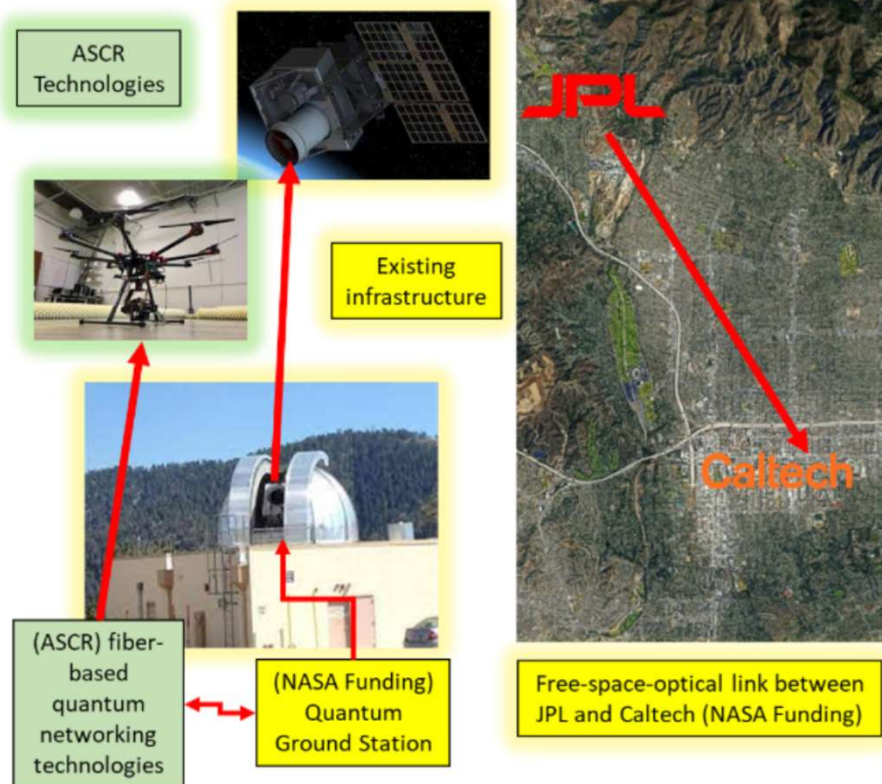 ASCR
Technologies
JPL
Existing
infrastructure
Caltech
(ASCR) fiber-
based
quantum
networking
technologies
(NASA Funding)
Quantum
Ground Station
Free-space-optical link between
JPL and Caltech (NASA Funding)